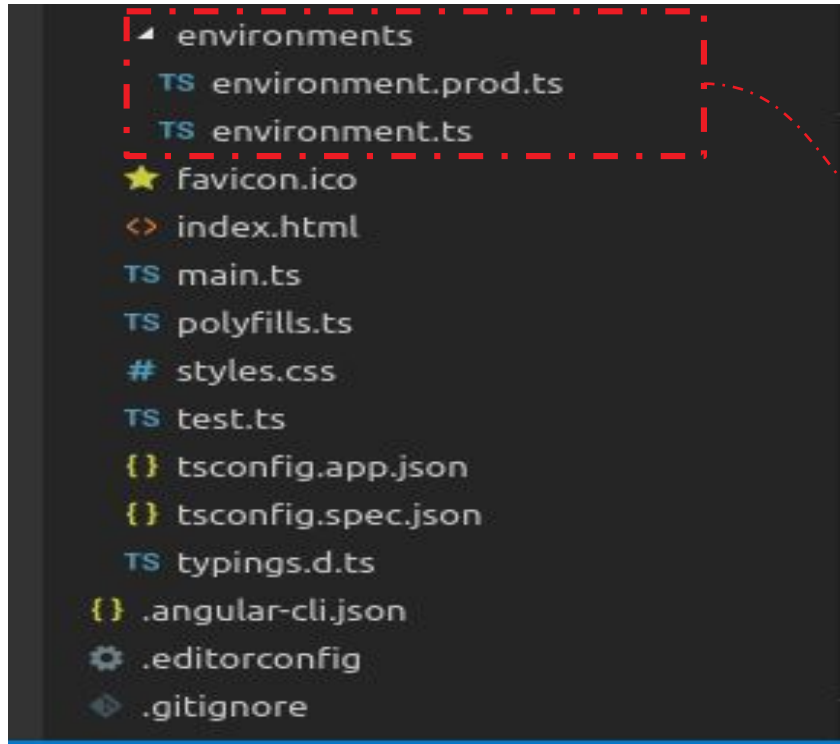 environments
TS environment.prod.ts
TS environment.ts
favicon.ico
<> index.html
TS main.ts
TS polyfills.ts
# styles.css
TS test.ts
{} tsconfig.app.json
{} tsconfig.spec.json
TS typings.d.ts
{} .angular-cli.json
.editorconfig
.gitignore